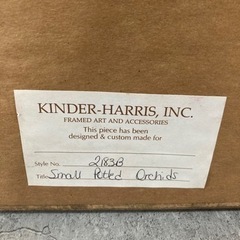 KINDER-HARRIS, INC.
FRAMED ART AND ACCESSORIES
This piece has been
designed & custom made for
Style No. 2183B
Title: Small Potted Orchids